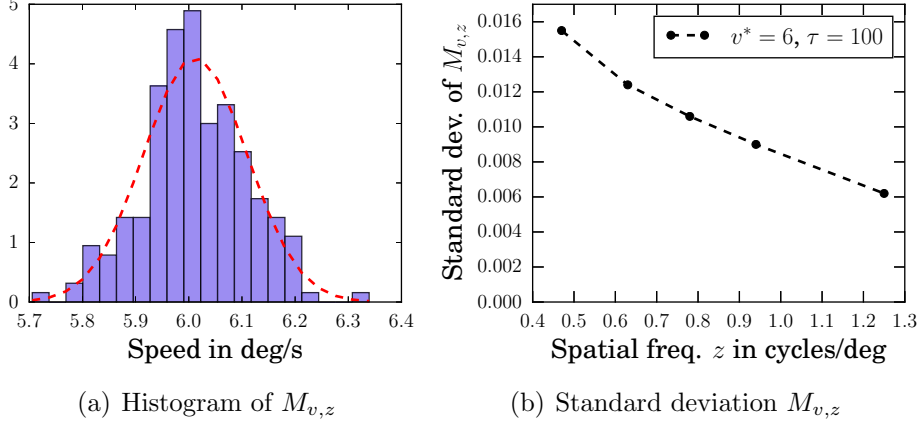 5
4
3
2
1
0
5.7 5.8 5.9 6.0 6.1 6.2 6.3 6.4
Speed in deg/s
(a) Histogram of $M_{v,z}$
Standard dev. of $M_{v,z}$
0.016
0.014
0.012
0.010
0.008
0.006
0.004
0.002
0.000
$v^* = 6, \tau = 100$
0.4 0.5 0.6 0.7 0.8 0.9 1.0 1.1 1.2 1.3
Spatial freq. $z$ in cycles/deg
(b) Standard deviation $M_{v,z}$